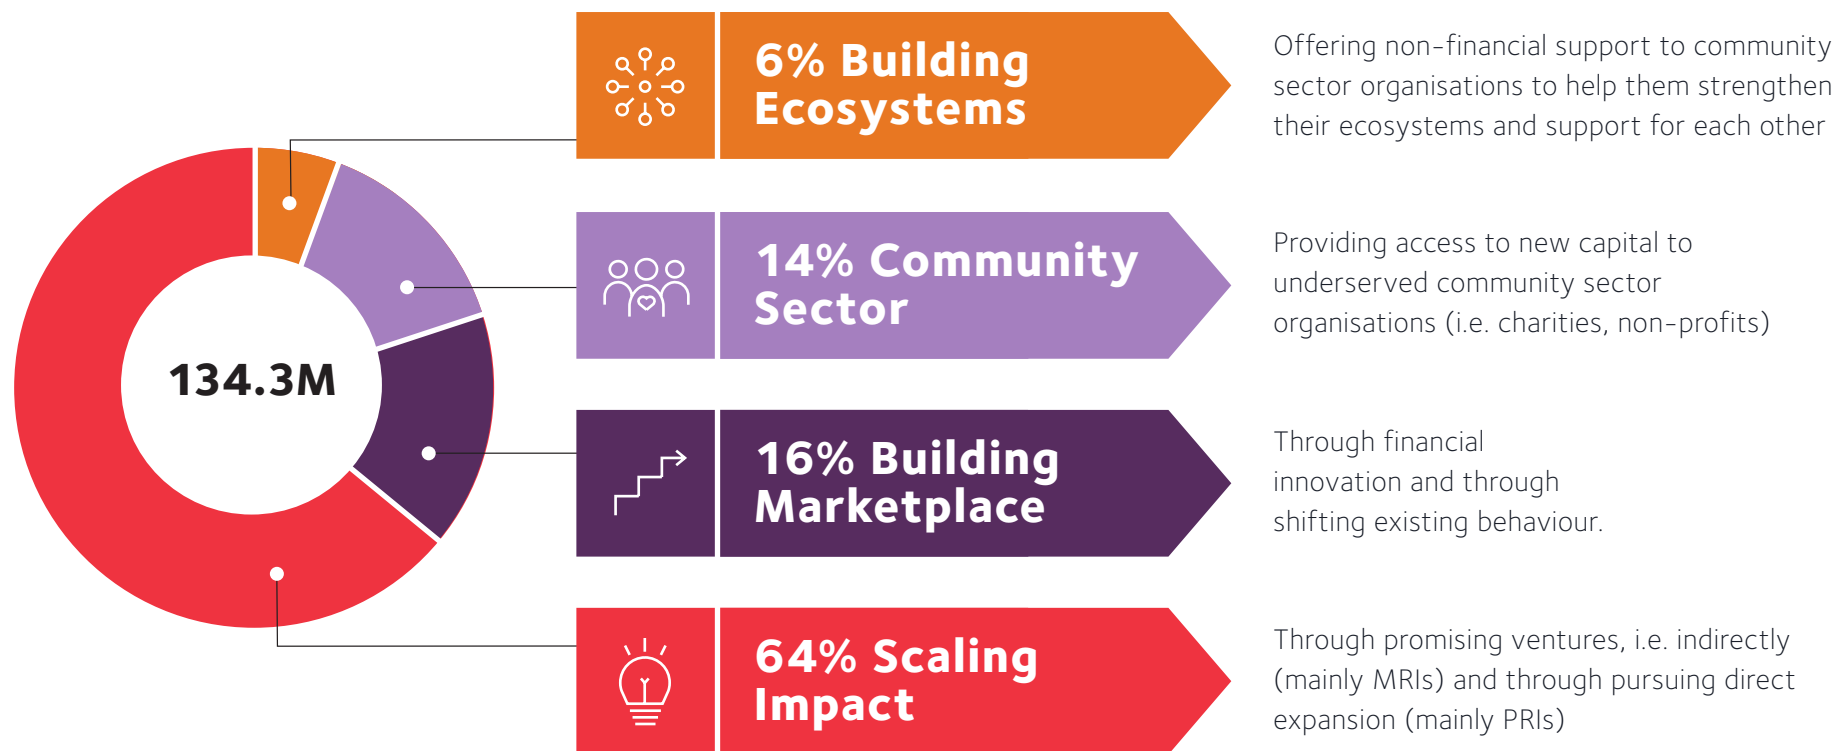 134.3M
6% Building
Ecosystems
Offering non-financial support to community
sector organisations to help them strengthen
their ecosystems and support for each other
14% Community
Sector
Providing access to new capital to
underserved community sector
organisations (i.e. charities, non-profits)
16% Building
Marketplace
Through financial
innovation and through
shifting existing behaviour.
64% Scaling
Impact
Through promising ventures, i.e. indirectly
(mainly MRIs) and through pursuing direct
expansion (mainly PRIs)